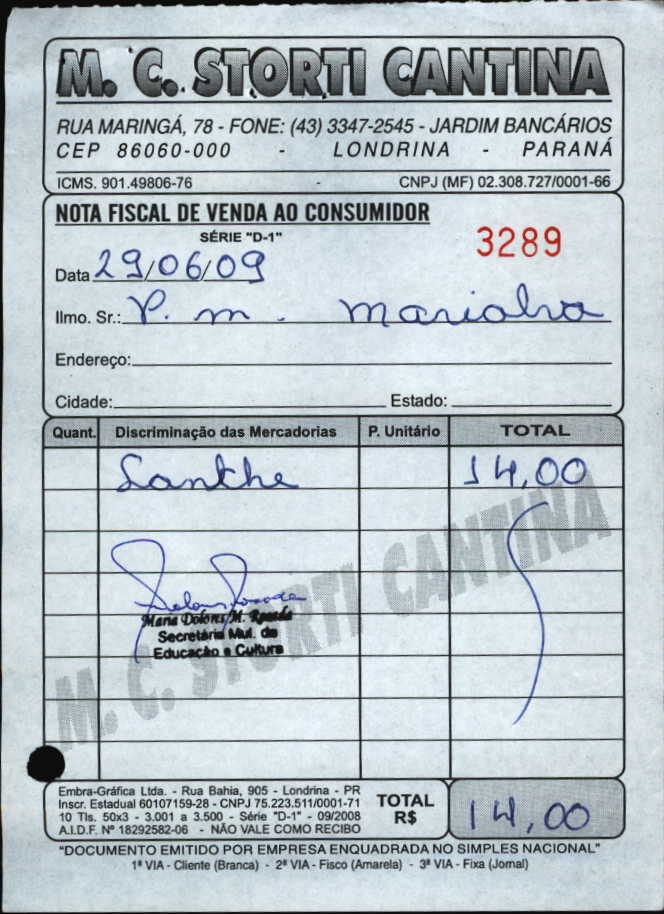 M. C. STORTI CANTINA
RUA MARINGÁ, 78 - FONE: (43) 3347-2545 - JARDIM BANCÁRIOS
CEP 86060-000 - LONDRINA - PARANÁ
ICMS. 901.49806-76 - CNPJ (MF) 02.308.727/0001-66
NOTA FISCAL DE VENDA AO CONSUMIDOR
SÉRIE "D-1"
3289
Data 29/06/09
Ilmo. Sr.: P. m. marialva
Endereço:
Cidade: Estado:
Quant. Discriminação das Mercadorias P. Unitário TOTAL
Lanche 14,00
Maria Dolores M. Rosada
Secretária Mul. de
Educação e Cultura
M. C. STORTI CANTINA
Embra-Gráfica Ltda. - Rua Bahia, 905 - Londrina - PR
Inscr. Estadual 60107159-28 - CNPJ 75.223.511/0001-71
10 Tls. 50x3 - 3.001 a 3.500 - Série "D-1" - 09/2008
A.I.D.F. Nº 18292582-06 - NÃO VALE COMO RECIBO
TOTAL
R$ 14,00
"DOCUMENTO EMITIDO POR EMPRESA ENQUADRADA NO SIMPLES NACIONAL"
1ª VIA - Cliente (Branca) - 2ª VIA - Fisco (Amarela) - 3ª VIA - Fixa (Jornal)